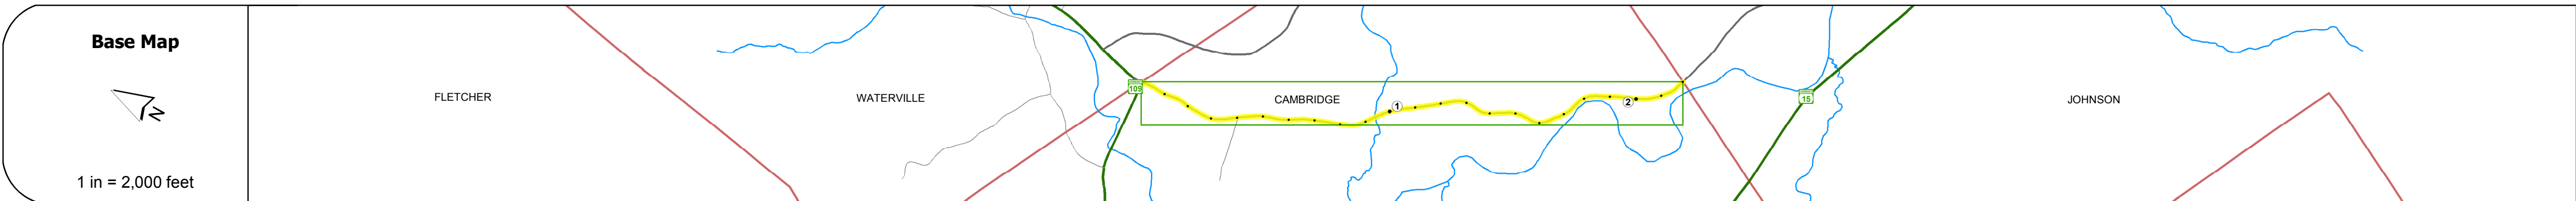 Base Map
N
1 in = 2,000 feet
FLETCHER
WATERVILLE
109
CAMBRIDGE
1
2
15
JOHNSON